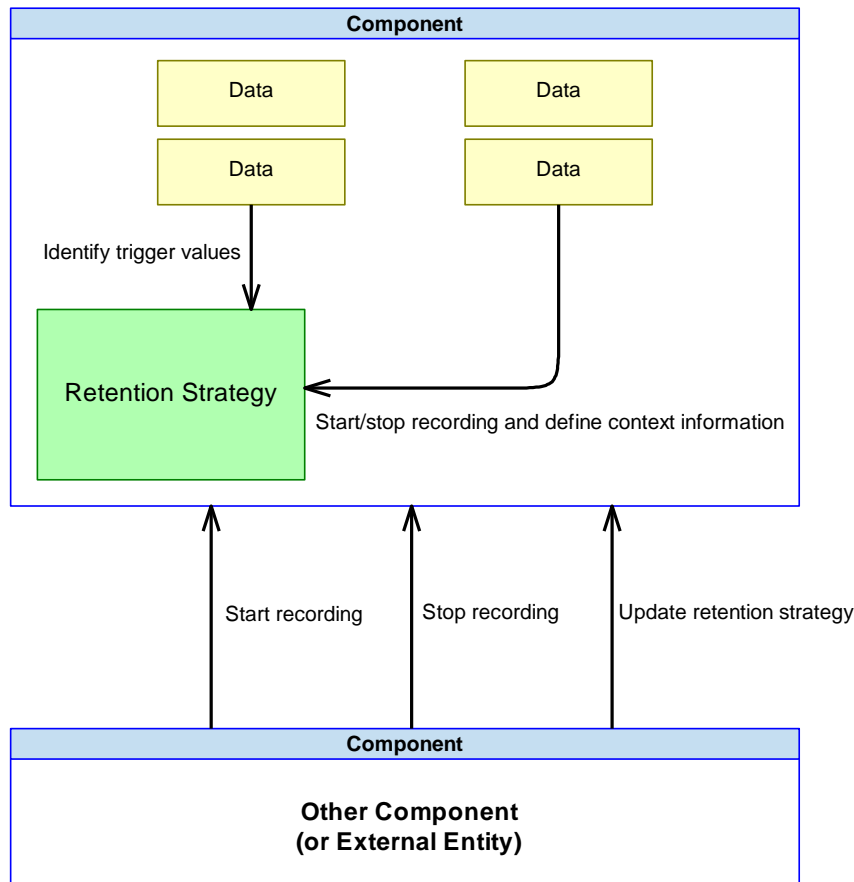 Component
Data
Data
Data
Data
Identify trigger values
Retention Strategy
Start/stop recording and define context information
Start recording
Stop recording
Update retention strategy
Component
Other Component
(or External Entity)